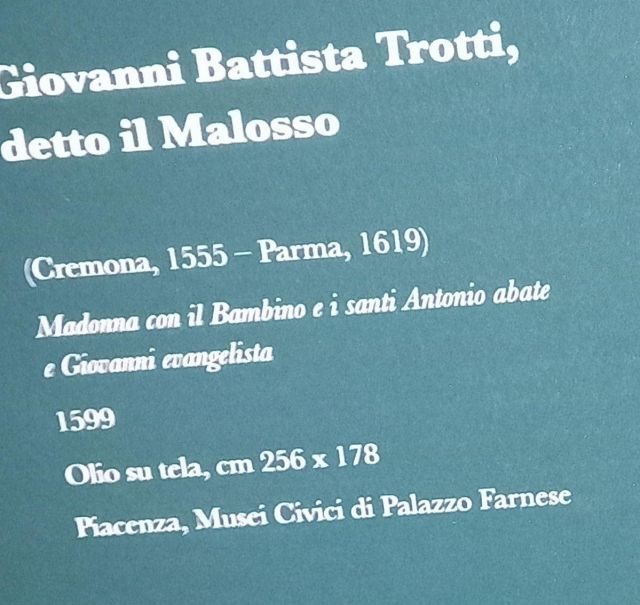 Giovanni Battista Trotti,
detto il Malosso
(Cremona, 1555 – Parma, 1619)
Madonna con il Bambino e i santi Antonio abate
e Giovanni evangelista
1599
Olio su tela, cm 256 x 178
Piacenza, Musei Civici di Palazzo Farnese